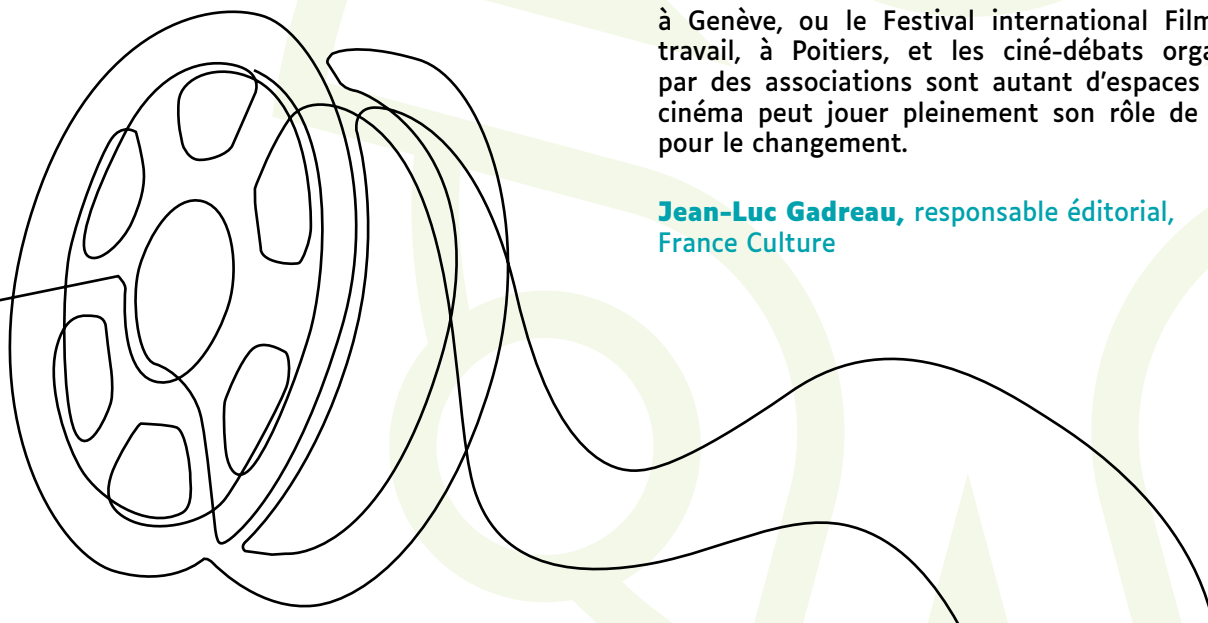 à Genève, ou le Festival international Film
travail, à Poitiers, et les ciné-débats orga
par des associations sont autant d'espaces
cinéma peut jouer pleinement son rôle de
pour le changement.
Jean-Luc Gadreau, responsable éditorial,
France Culture